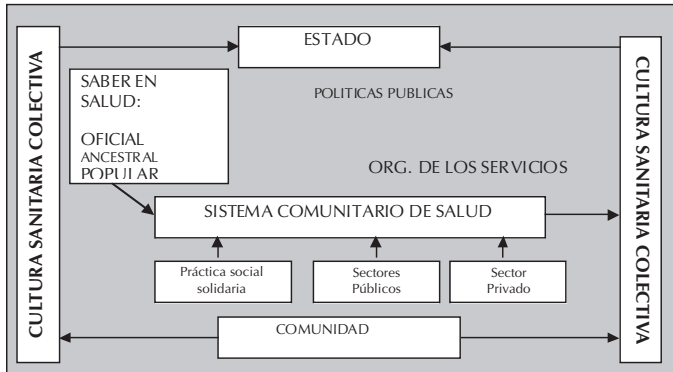 CULTURA SANITARIA COLECTIVA
ESTADO
SABER EN
SALUD:
OFICIAL
ANCESTRAL
POPULAR
POLITICAS PUBLICAS
ORG. DE LOS SERVICIOS
SISTEMA COMUNITARIO DE SALUD
Práctica social
solidaria
Sectores
Públicos
Sector
Privado
COMUNIDAD
CULTURA SANITARIA COLECTIVA